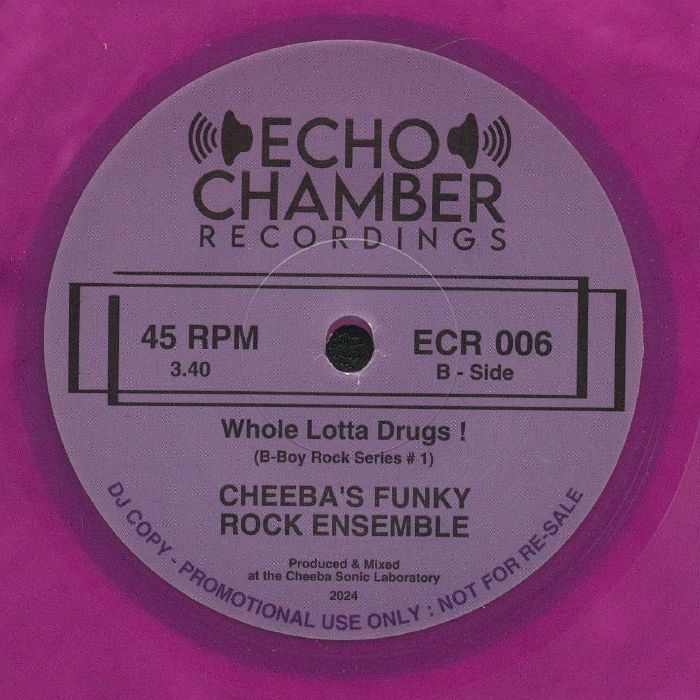 ECHO
CHAMBER
RECORDINGS
45 RPM
3.40
ECR 006
B - Side
Whole Lotta Drugs !
(B-Boy Rock Series # 1)
CHEEBA'S FUNKY
ROCK ENSEMBLE
Produced & Mixed
at the Cheeba Sonic Laboratory
2024
DJ COPY - PROMOTIONAL USE ONLY : NOT FOR RE-SALE